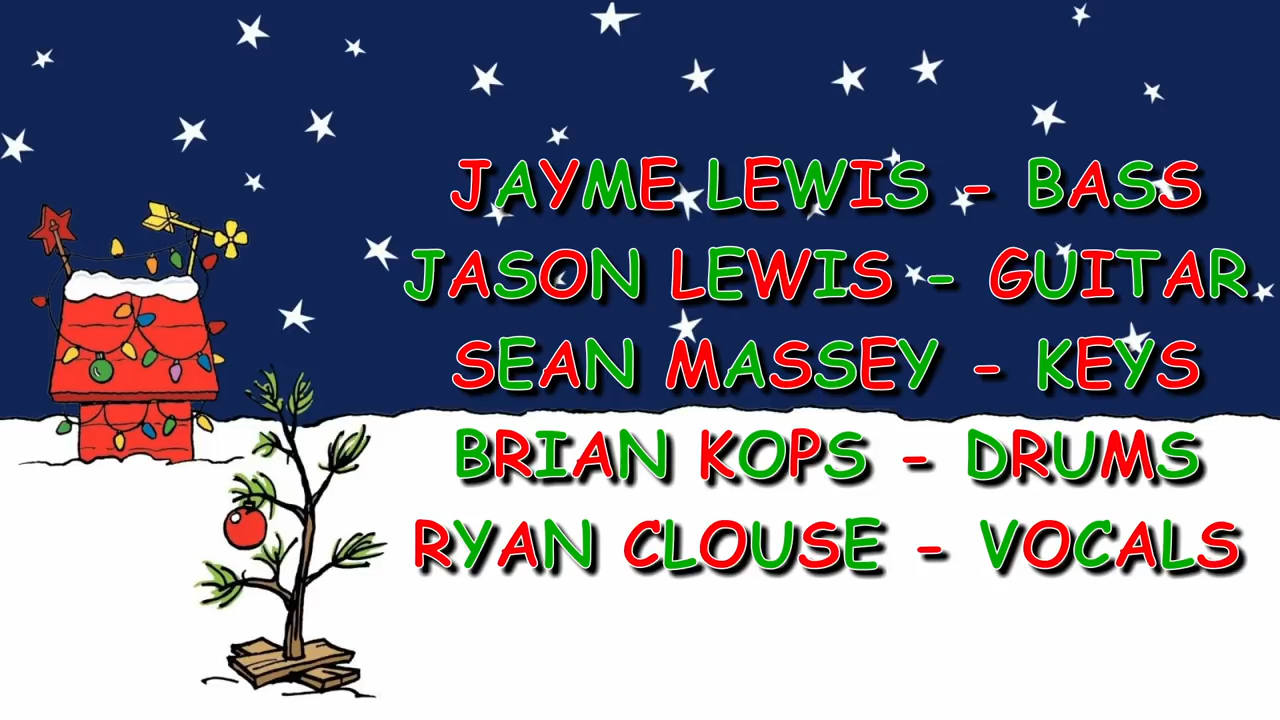 JAYME LEWIS - BASS
JASON LEWIS - GUITAR
SEAN MASSEY - KEYS
BRIAN KOPS - DRUMS
RYAN CLOUSE - VOCALS